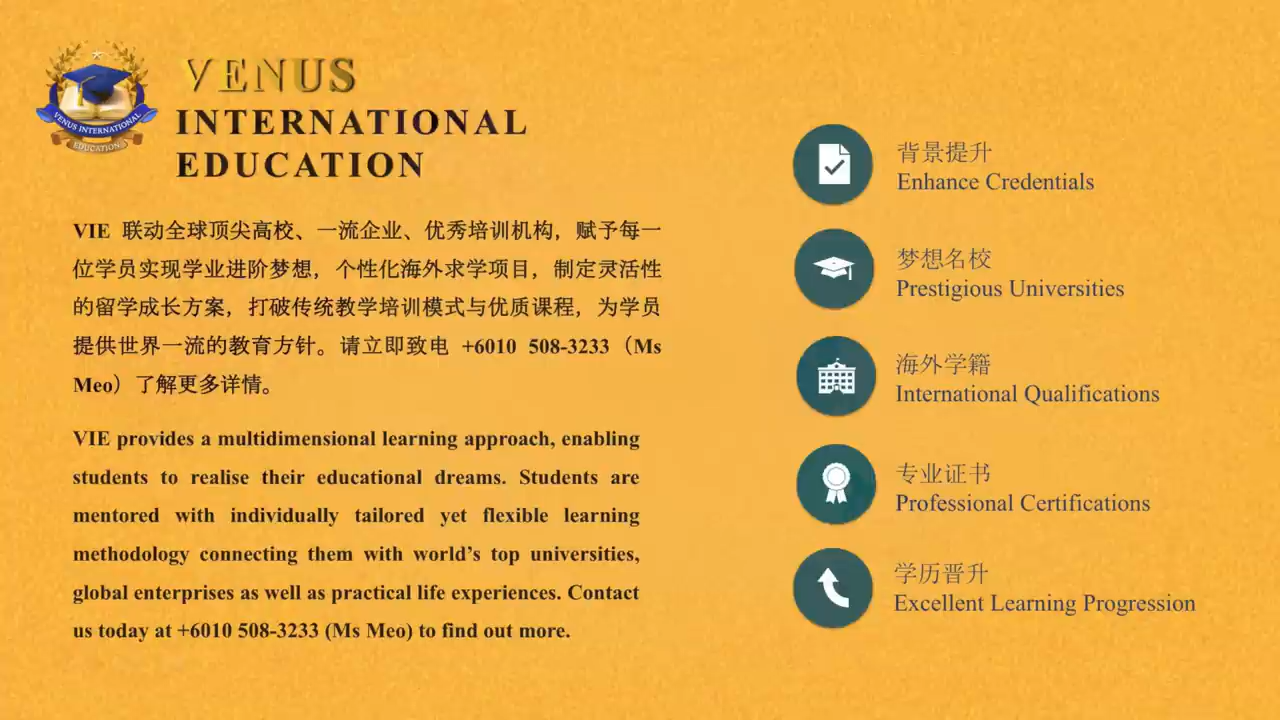 VENUS INTERNATIONAL
EDUCATION
VENUS
INTERNATIONAL
EDUCATION
VIE 联动全球顶尖高校、一流企业、优秀培训机构，赋予每一
位学员实现学业进阶梦想，个性化海外求学项目，制定灵活性
的留学成长方案，打破传统教学培训模式与优质课程，为学员
提供世界一流的教育方针。请立即致电 +6010 508-3233（Ms
Meo）了解更多详情。
VIE provides a multidimensional learning approach, enabling
students to realise their educational dreams. Students are
mentored with individually tailored yet flexible learning
methodology connecting them with world’s top universities,
global enterprises as well as practical life experiences. Contact
us today at +6010 508-3233 (Ms Meo) to find out more.
背景提升
Enhance Credentials
梦想名校
Prestigious Universities
海外学籍
International Qualifications
专业证书
Professional Certifications
学历晋升
Excellent Learning Progression